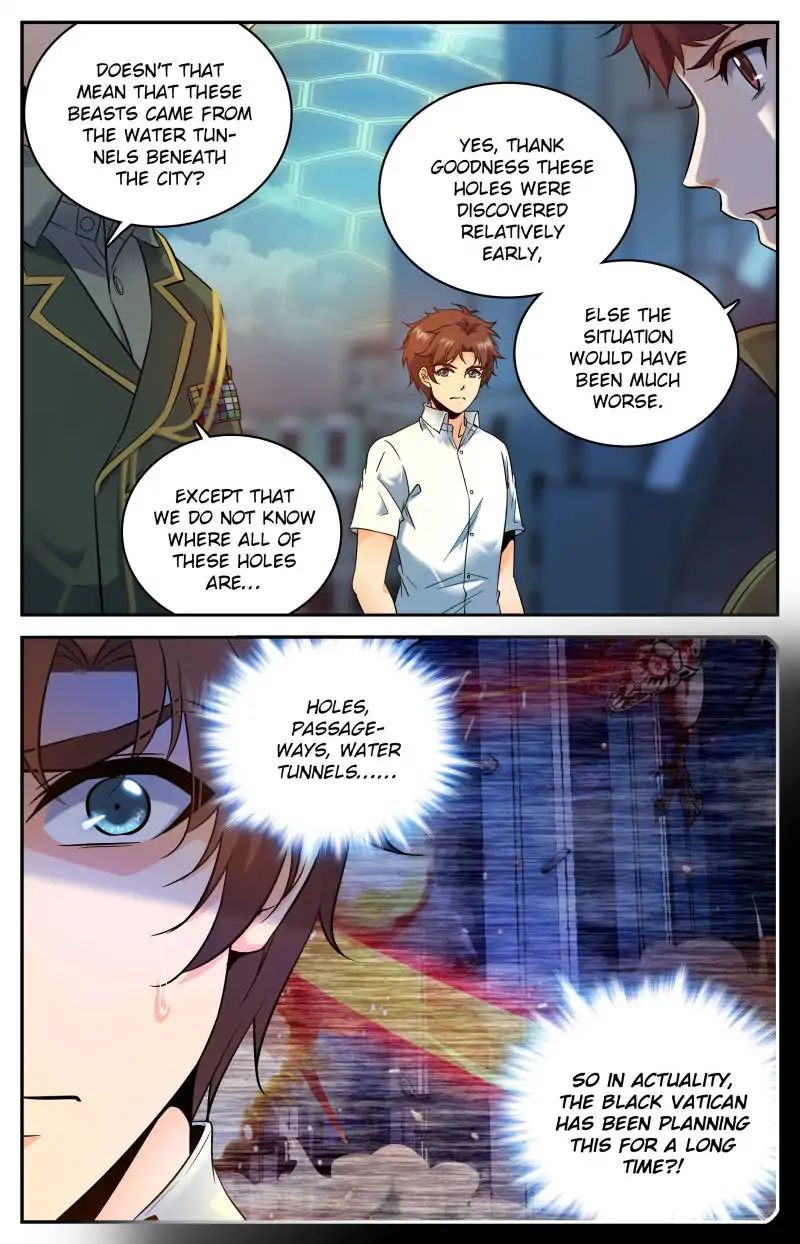 DOESN'T THAT
MEAN THAT THESE
BEASTS CAME FROM
THE WATER TUN-
NELS BENEATH
THE CITY?
YES, THANK
GOODNESS THESE
HOLES WERE
DISCOVERED
RELATIVELY
EARLY,
ELSE THE
SITUATION
WOULD HAVE
BEEN MUCH
WORSE.
EXCEPT THAT
WE DO NOT KNOW
WHERE ALL OF
THESE HOLES
ARE...
HOLES,
PASSAGE-
WAYS, WATER
TUNNELS......
SO IN ACTUALITY,
THE BLACK VATICAN
HAS BEEN PLANNING
THIS FOR A LONG
TIME?!